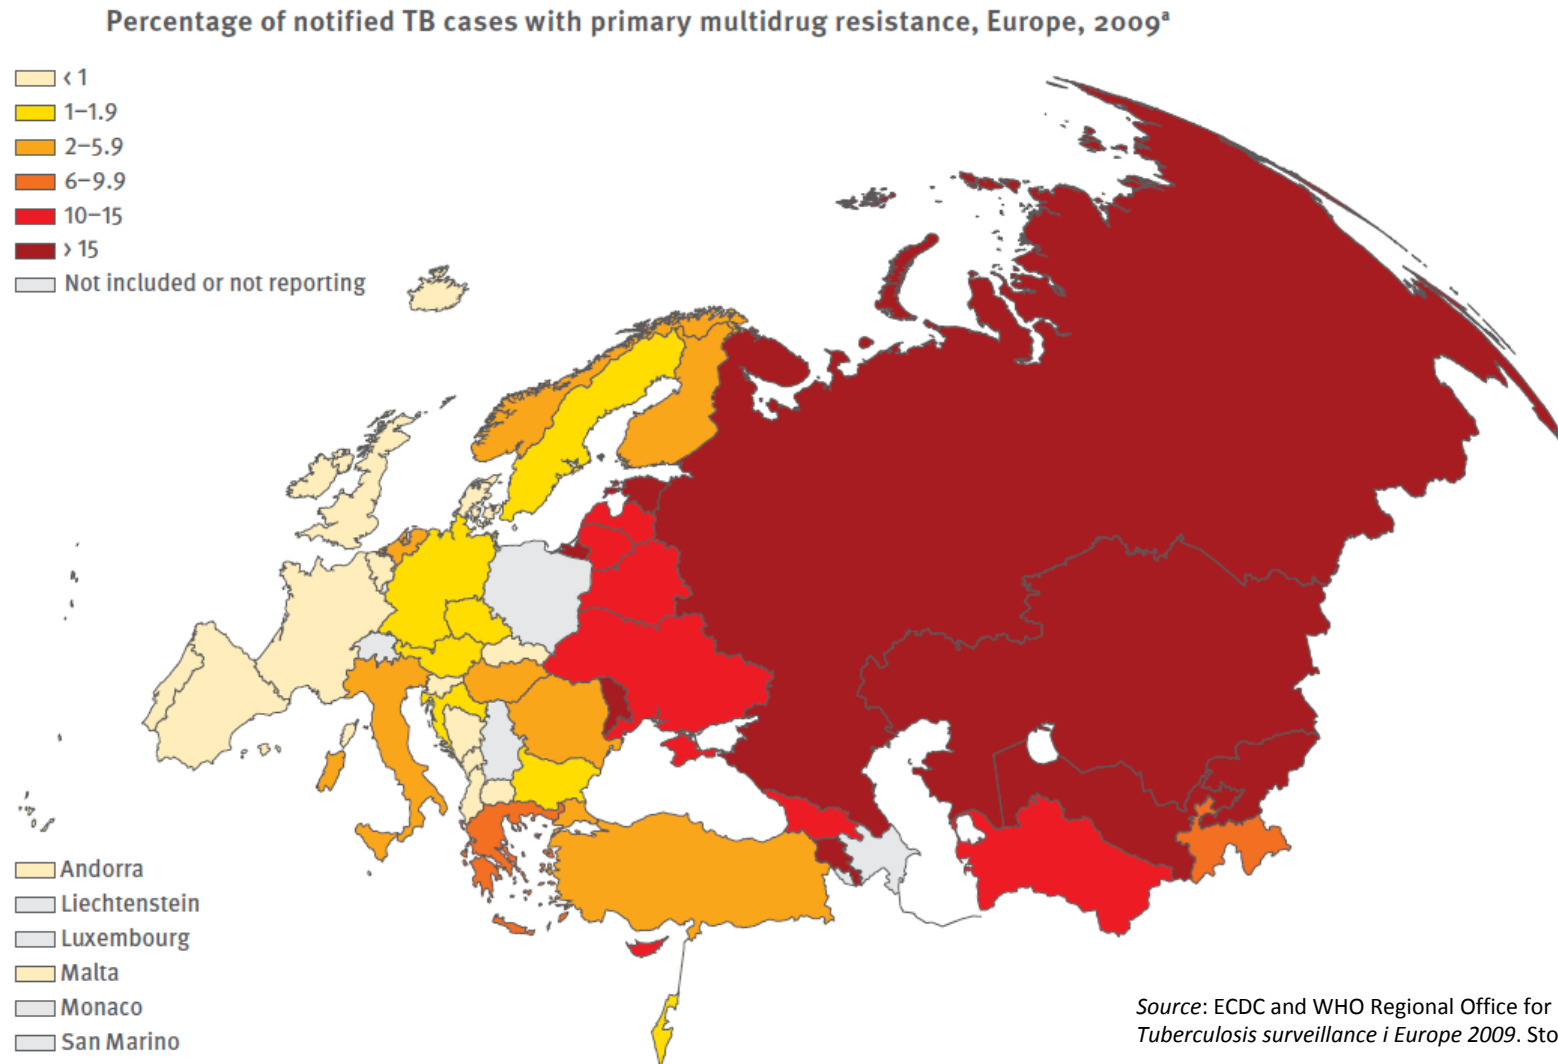 Percentage of notified TB cases with primary multidrug resistance, Europe, 2009ª
< 1
1–1.9
2–5.9
6–9.9
10–15
> 15
Not included or not reporting
Andorra
Liechtenstein
Luxembourg
Malta
Monaco
San Marino
Source: ECDC and WHO Regional Office for
Tuberculosis surveillance i Europe 2009. Sto